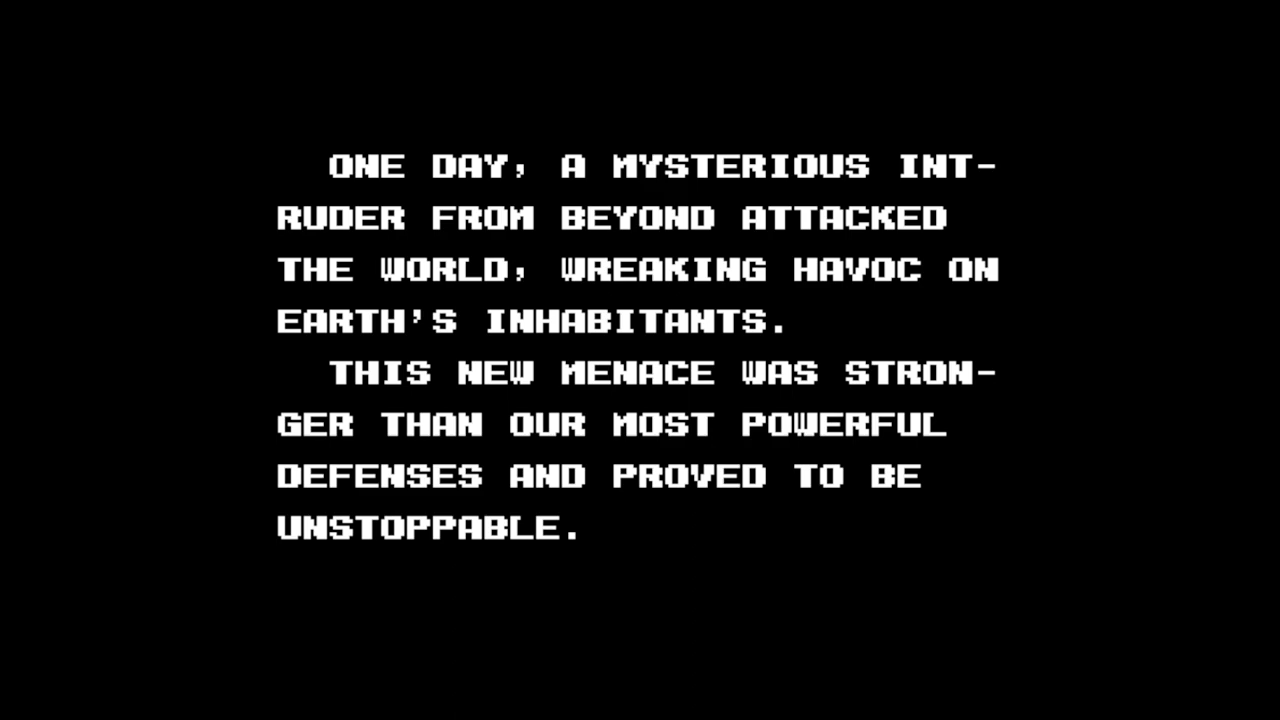 ONE DAY, A MYSTERIOUS INT-
RUDER FROM BEYOND ATTACKED
THE WORLD, WREAKING HAVOC ON
EARTH'S INHABITANTS.
THIS NEW MENACE WAS STRON-
GER THAN OUR MOST POWERFUL
DEFENSES AND PROVED TO BE
UNSTOPPABLE.